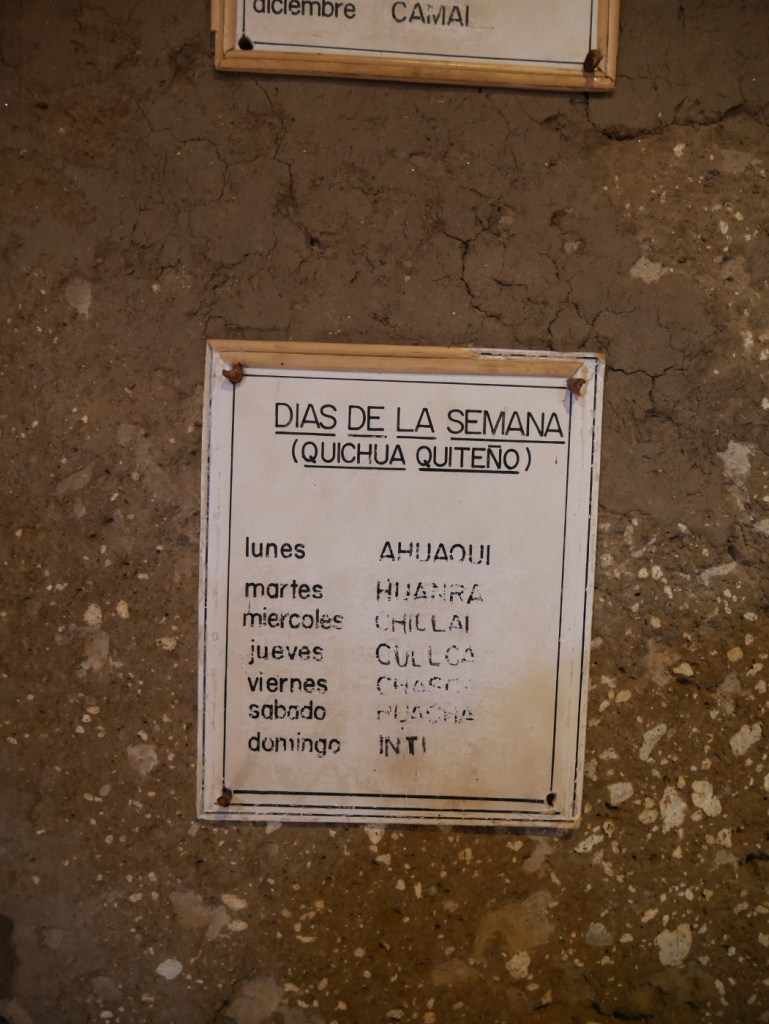 diciembre CAMAI
DIAS DE LA SEMANA
(QUICHUA QUITEÑO)
lunes AHUAQUI
martes HUANRA
miercoles CHILLAI
jueves CULLCA
viernes
sabado HUACHA
domingo INTI